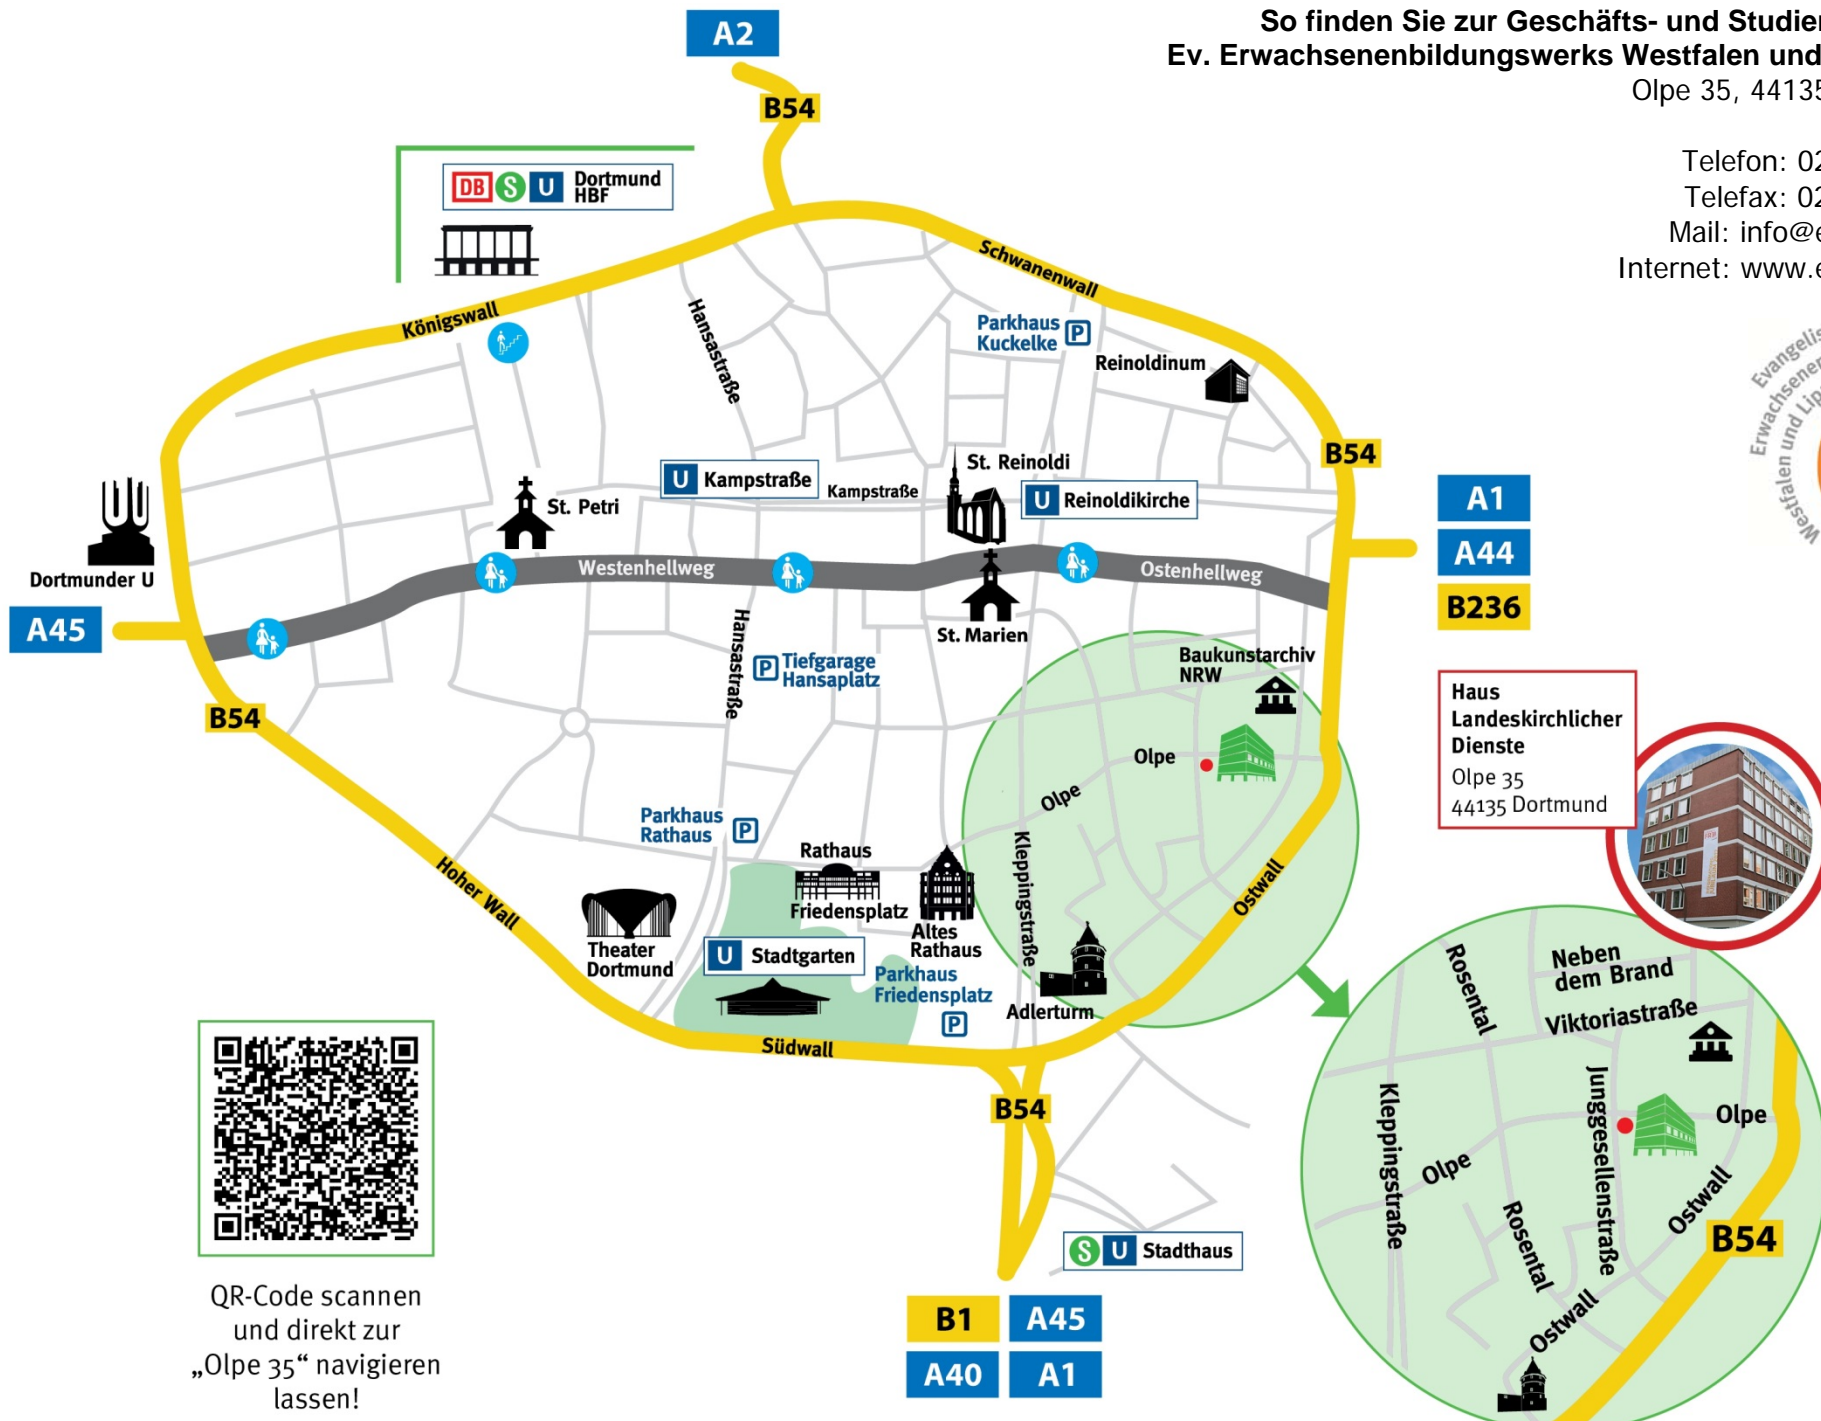 So finden Sie zur Geschäfts- und
Ev. Erwachsenenbildungswerks Westfalen und
Olpe 35, 44135
Telefon: 02
Telefax: 02
Mail: info@e
Internet: www.e
Westfalen und
A2
B54
DB S U Dortmund
HBF
Königswall
Schwanenwall
Hansastraße
Parkhaus
Kuckelke P
Reinoldinum
B54
St. Reinoldi
U Kampstraße
Kampstraße
U Reinoldikirche
St. Petri
A1
A44
B236
Dortmunder U
A45
Westenhellweg
Ostenhellweg
St. Marien
Hansastraße
P Tiefgarage
Hansaplatz
Baukunstarchiv
NRW
B54
Olpe
Olpe
Haus
Landeskirchlicher
Dienste
Olpe 35
44135 Dortmund
Parkhaus
Rathaus P
Rathaus
Friedensplatz
Kleppingstraße
Ostwall
Hoher Wall
Theater
Dortmund
Altes
Rathaus
U Stadtgarten
Parkhaus
Friedensplatz
P
Adlerturm
Südwall
B54
S U Stadthaus
B1 A45
A40 A1
Rosental
Neben
dem Brand
Viktoriastraße
Kleppingstraße
Junggesellenstraße
Olpe
Olpe
Rosental
Ostwall
B54
Ostwall
QR-Code scannen
und direkt zur
„Olpe 35“ navigieren
lassen!